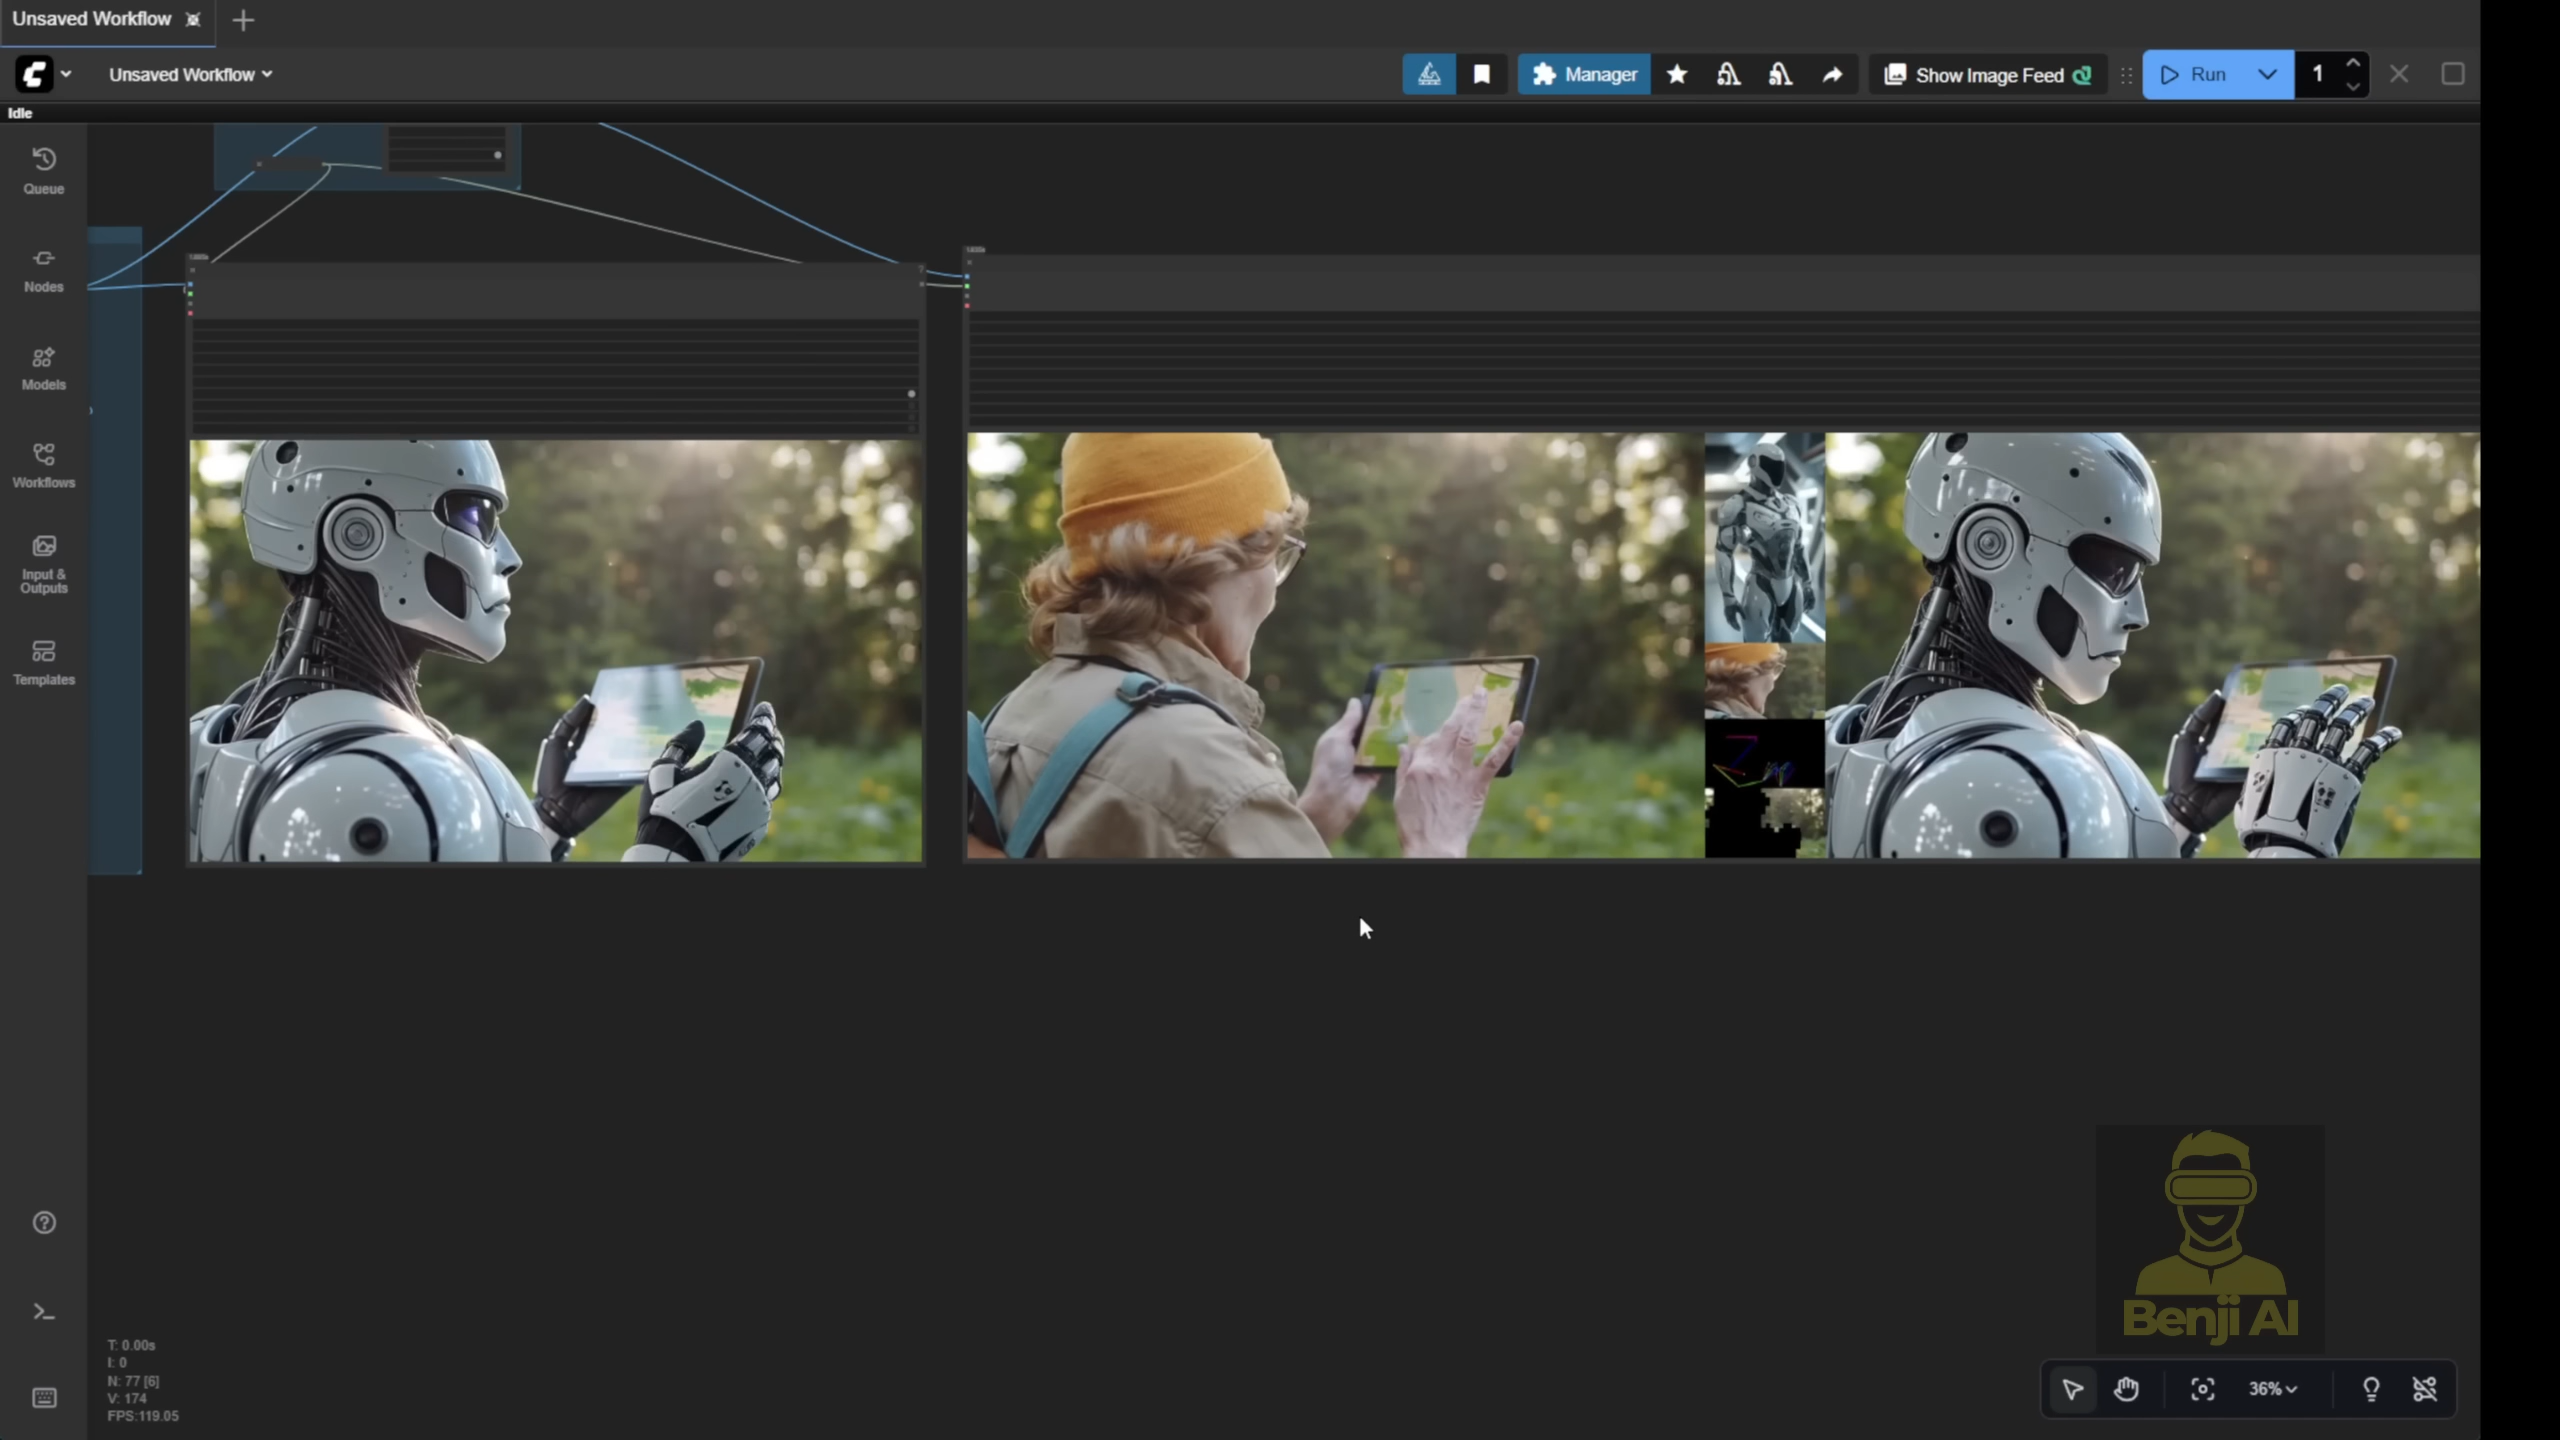 Unsaved Workflow
Unsaved Workflow
Manager
Show Image Feed
Run
1
Idle
Queue
Nodes
Models
Workflows
Input &
Outputs
Templates
T: 0.00s
I: 0
N: 77 [6]
V: 174
FPS:119.05
Benji AI
36%